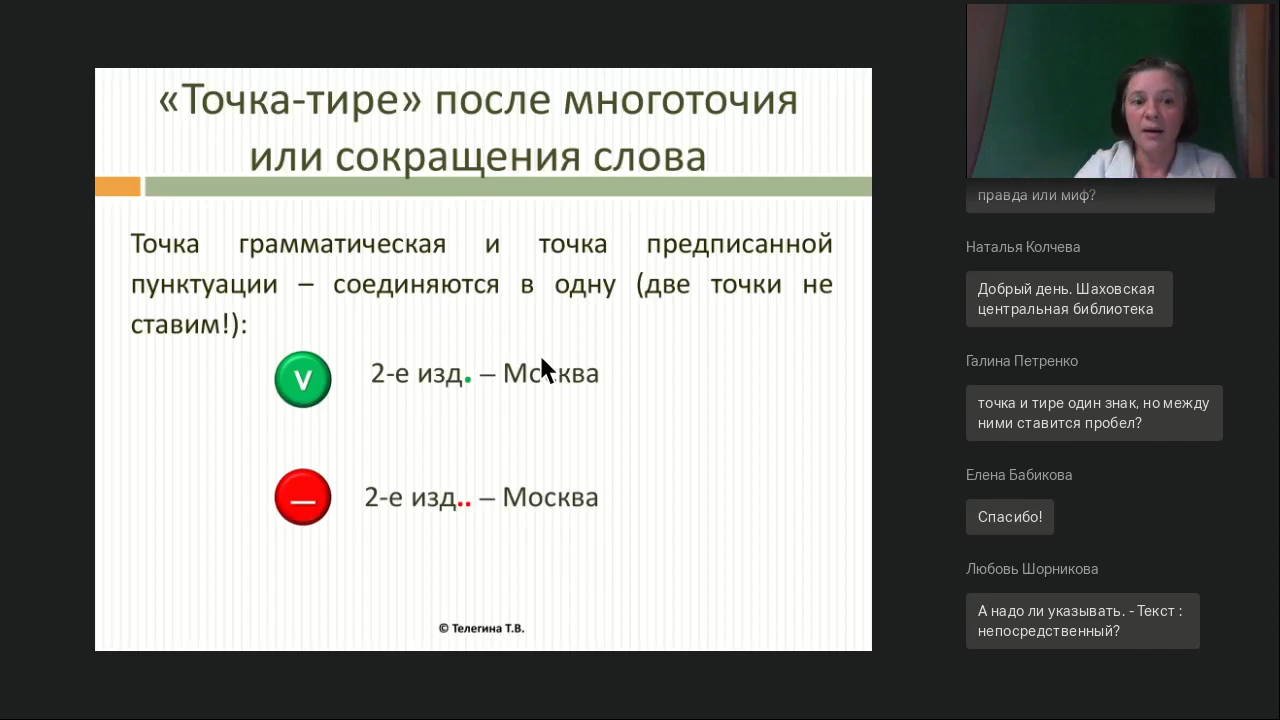 «Точка-тире» после многоточия
или сокращения слова
Точка грамматическая и точка предписанной
пунктуации – соединяются в одну (две точки не
ставим!):
V 2-е изд. – Москва
— 2-е изд.. – Москва
© Телегина Т.В.
правда или миф?
Наталья Колчева
Добрый день. Шаховская
центральная библиотека
Галина Петренко
точка и тире один знак, но между
ними ставится пробел?
Елена Бабикова
Спасибо!
Любовь Шорникова
А надо ли указывать. - Текст :
непосредственный?